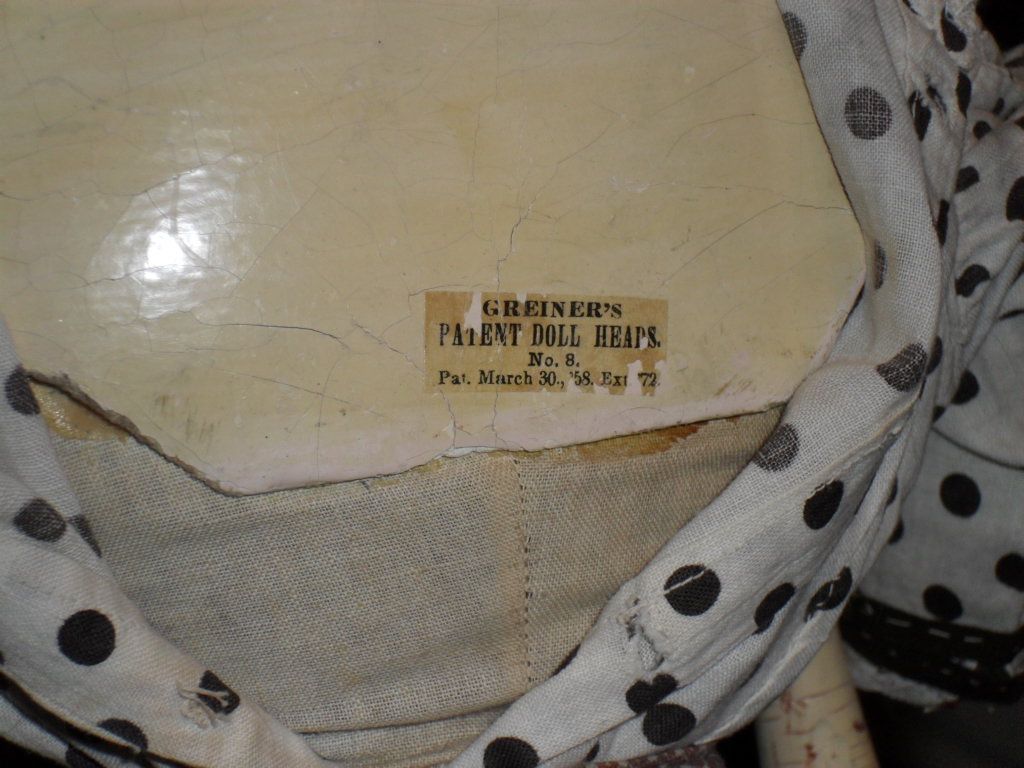 GREINER'S
PATENT DOLL HEADS.
No. 8.
Pat. March 30., '58. Ext. '72.